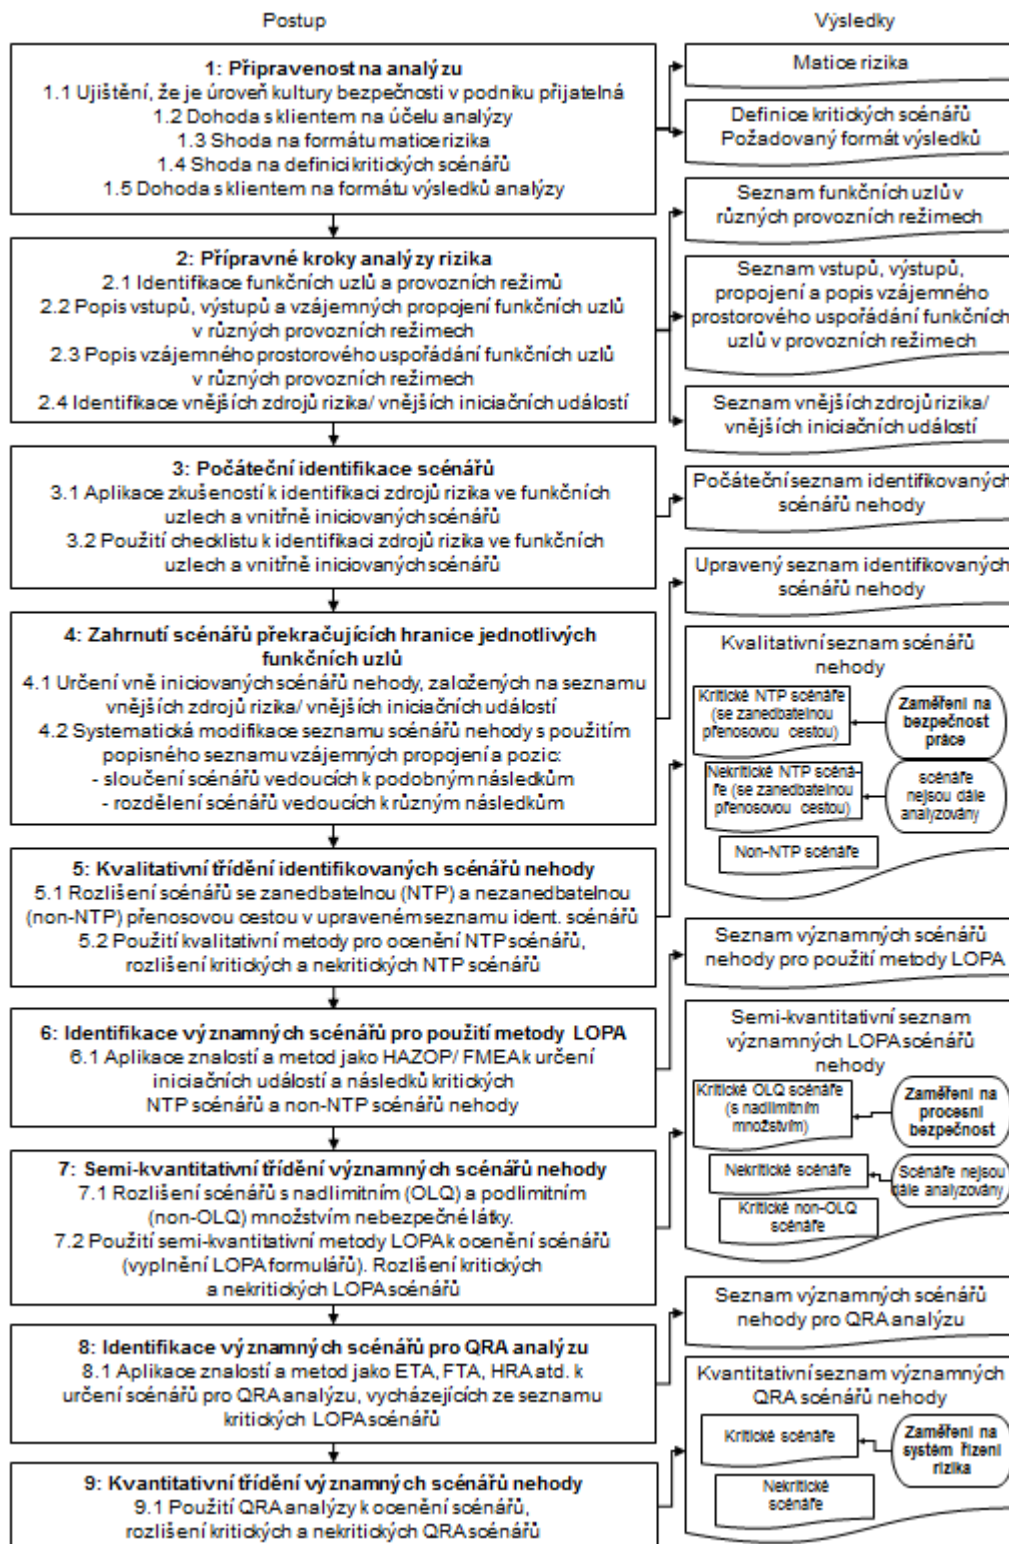 Postup
1: Připravenost na analýzu
1.1 Ujištění, že je úroveň kultury bezpečnosti v podniku přijatelná
1.2 Dohoda s klientem na účelu analýzy
1.3 Shoda na formátu matice rizika
1.4 Shoda na definici kritických scénářů
1.5 Dohoda s klientem na formátu výsledků analýzy
2: Přípravné kroky analýzy rizika
2.1 Identifikace funkčních uzlů a provozních režimů
2.2 Popis vstupů, výstupů a vzájemných propojení funkčních uzlů
v různých provozních režimech
2.3 Popis vzájemného prostorového uspořádání funkčních uzlů
v různých provozních režimech
2.4 Identifikace vnějších zdrojů rizika/ vnějších iniciačních událostí
3: Počáteční identifikace scénářů
3.1 Aplikace zkušeností k identifikaci zdrojů rizika ve funkčních
uzlech a vnitřně iniciovaných scénářů
3.2 Použití checklistu k identifikaci zdrojů rizika ve funkčních
uzlech a vnitřně iniciovaných scénářů
4: Zahrnutí scénářů překračujících hranice jednotlivých
funkčních uzlů
4.1 Určení vně iniciovaných scénářů nehody, založených na seznamu
vnějších zdrojů rizika/ vnějších iniciačních událostí
4.2 Systematická modifikace seznamu scénářů nehody s použitím
popisného seznamu vzájemných propojení a pozic:
- sloučení scénářů vedoucích k podobným následkům
- rozdělení scénářů vedoucích k různým následkům
5: Kvalitativní třídění identifikovaných scénářů nehody
5.1 Rozlišení scénářů se zanedbatelnou (NTP) a nezanedbatelnou
(non-NTP) přenosovou cestou v upraveném seznamu ident. scénářů
5.2 Použití kvalitativní metody pro ocenění NTP scénářů,
rozlišení kritických a nekritických NTP scénářů
6: Identifikace významných scénářů pro použití metody LOPA
6.1 Aplikace znalostí a metod jako HAZOP/ FMEA k určení
iniciačních událostí a následků kritických
NTP scénářů a non-NTP scénářů nehody
7: Semi-kvantitativní třídění významných scénářů nehody
7.1 Rozlišení scénářů s nadlimitním (OLQ) a podlimitním
(non-OLQ) množstvím nebezpečné látky.
7.2 Použití semi-kvantitativní metody LOPA k ocenění scénářů
(vyplnění LOPA formulářů). Rozlišení kritických
a nekritických LOPA scénářů
8: Identifikace významných scénářů pro QRA analýzu
8.1 Aplikace znalostí a metod jako ETA, FTA, HRA atd. k
určení scénářů pro QRA analýzu, vycházejících ze seznamu
kritických LOPA scénářů
9: Kvantitativní třídění významných scénářů nehody
9.1 Použití QRA analýzy k ocenění scénářů,
rozlišení kritických a nekritických QRA scénářů
Výsledky
Matice rizika
Definice kritických scénářů
Požadovaný formát výsledků
Seznam funkčních uzlů v
různých provozních režimech
Seznam vstupů, výstupů,
propojení a popis vzájemného
prostorového uspořádání funkčních
uzlů v provozních režimech
Seznam vnějších zdrojů rizika/
vnějších iniciačních událostí
Počáteční seznam identifikovaných
scénářů nehody
Upravený seznam identifikovaných
scénářů nehody
Kvalitativní seznam scénářů
nehody
Kritické NTP scénáře
(se zanedbatelnou
přenosovou cestou)
Zaměření na
bezpečnost
práce
Nekritické NTP scéná-
ře (se zanedbatelnou
přenosovou cestou)
scénáře
nejsou dále
analyzovány
Non-NTP scénáře
Seznam významných scénářů
nehody pro použití metody LOPA
Semi-kvantitativní seznam
významných LOPA scénářů
nehody
Kritické OLQ scénáře
(s nadlimitním
množstvím)
Zaměření na
procesní
bezpečnost
Nekritické scénáře
Scénáře nejsou
dále analyzovány
Kritické non-OLQ
scénáře
Seznam významných scénářů
nehody pro QRA analýzu
Kvantitativní seznam významných
QRA scénářů nehody
Kritické scénáře
Zaměření na
systém řízení
rizika
Nekritické
scénáře